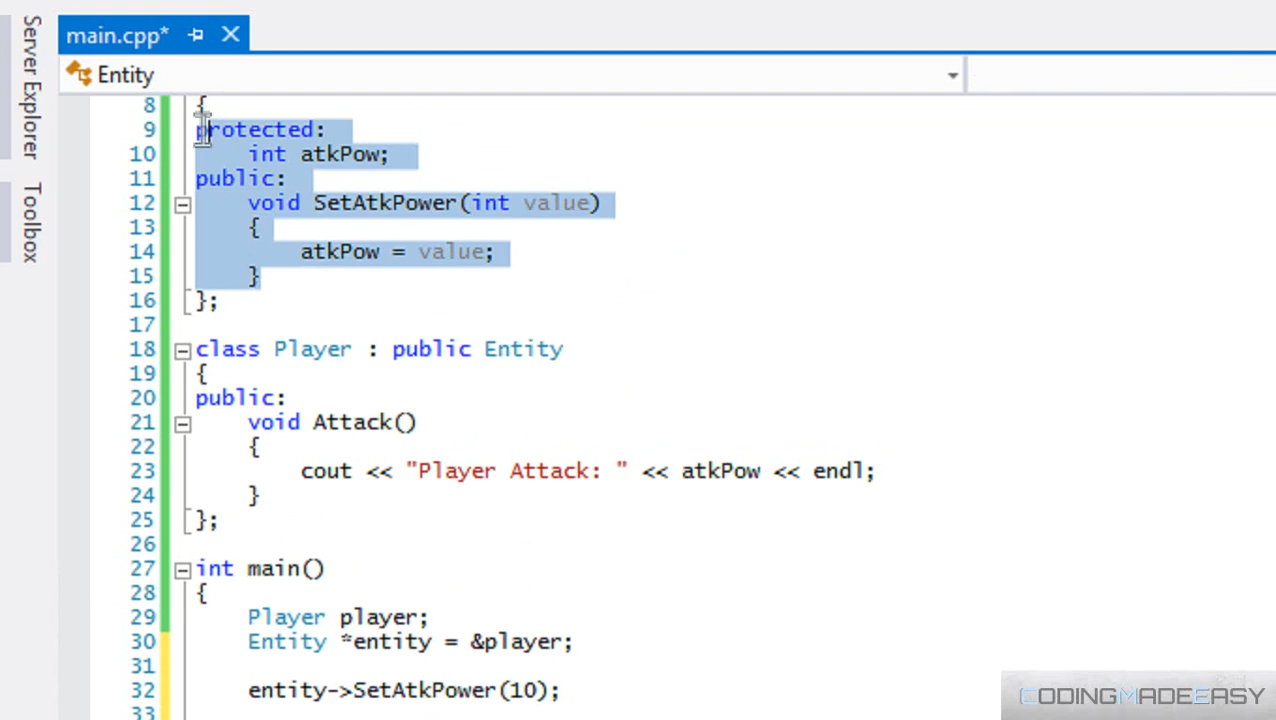 main.cpp*
Server Explorer
Toolbox
Entity
8 {
9 protected:
10 int atkPow;
11 public:
12 void SetAtkPower(int value)
13 {
14 atkPow = value;
15 }
16 };
17
18 class Player : public Entity
19 {
20 public:
21 void Attack()
22 {
23 cout << "Player Attack: " << atkPow << endl;
24 }
25 };
26
27 int main()
28 {
29 Player player;
30 Entity *entity = &player;
31
32 entity->SetAtkPower(10);
33
CODINGMADEEASY